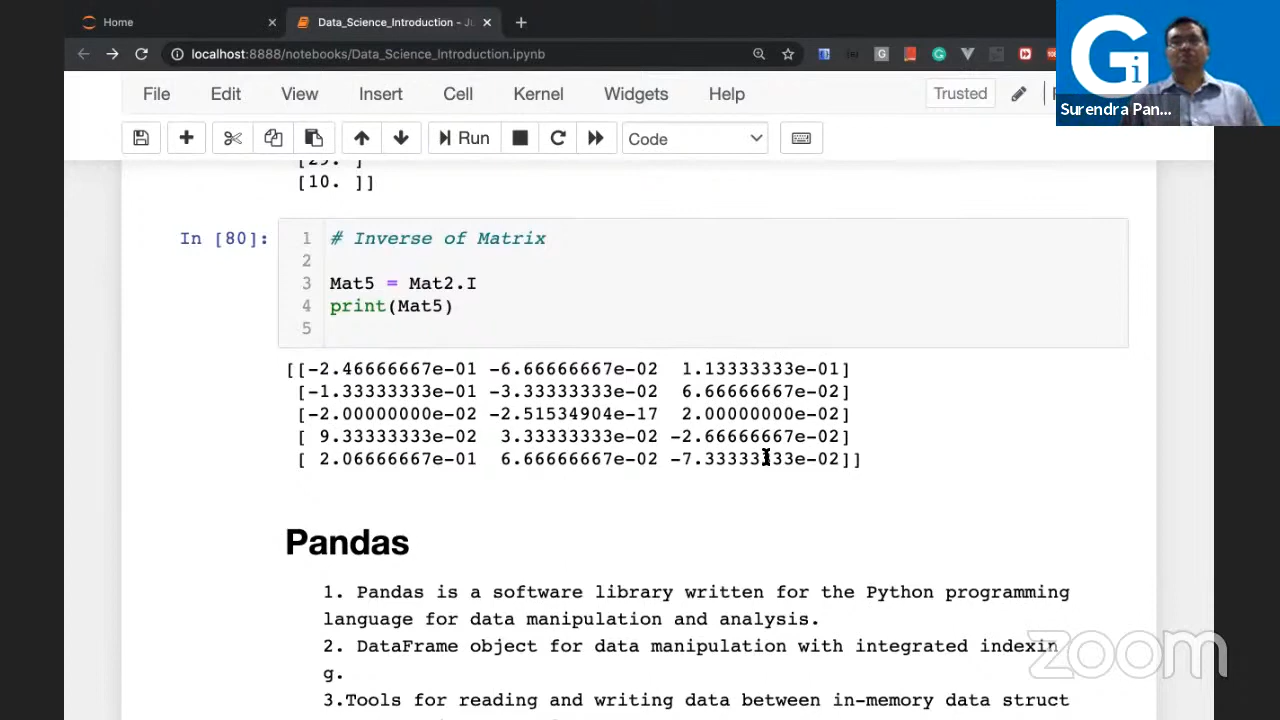 Home
Data_Science_Introduction - Ju
localhost:8888/notebooks/Data_Science_Introduction.ipynb
Gi
Surendra Pan...
File Edit View Insert Cell Kernel Widgets Help Trusted
Run Code
[10. ]]
In [80]:
1 # Inverse of Matrix
2
3 Mat5 = Mat2.I
4 print(Mat5)
5
[[-2.46666667e-01 -6.66666667e-02 1.13333333e-01]
[-1.33333333e-01 -3.33333333e-02 6.66666667e-02]
[-2.00000000e-02 -2.51534904e-17 2.00000000e-02]
[ 9.33333333e-02 3.33333333e-02 -2.66666667e-02]
[ 2.06666667e-01 6.66666667e-02 -7.33333333e-02]]
Pandas
1. Pandas is a software library written for the Python programming
language for data manipulation and analysis.
2. DataFrame object for data manipulation with integrated indexin
g.
3.Tools for reading and writing data between in-memory data struct
zoom